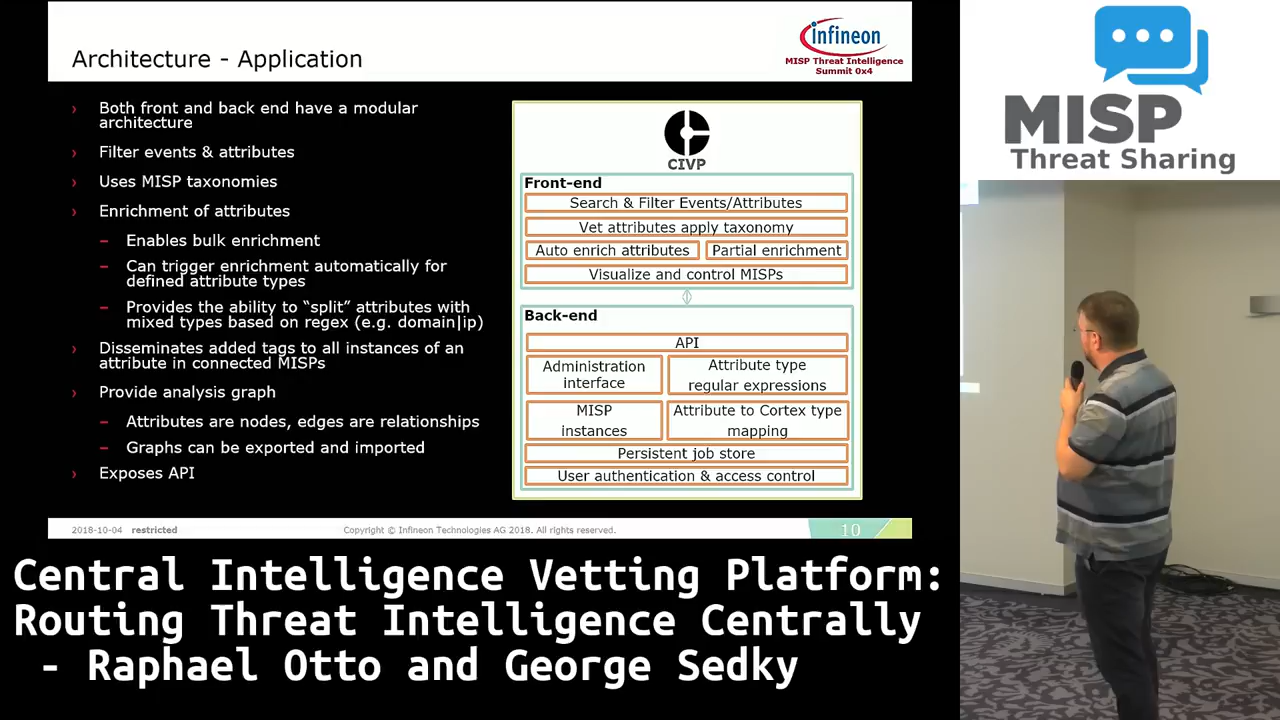 Architecture - Application
infineon
MISP Threat Intelligence
Summit 0x4
› Both front and back end have a modular
architecture
› Filter events & attributes
› Uses MISP taxonomies
› Enrichment of attributes
– Enables bulk enrichment
– Can trigger enrichment automatically for
defined attribute types
– Provides the ability to “split” attributes with
mixed types based on regex (e.g. domain|ip)
› Disseminates added tags to all instances of an
attribute in connected MISPs
› Provide analysis graph
– Attributes are nodes, edges are relationships
– Graphs can be exported and imported
› Exposes API
CIVP
Front-end
Search & Filter Events/Attributes
Vet attributes apply taxonomy
Auto enrich attributes Partial enrichment
Visualize and control MISPs
Back-end
API
Administration
interface
Attribute type
regular expressions
MISP
instances
Attribute to Cortex type
mapping
Persistent job store
User authentication & access control
2018-10-04 restricted Copyright © Infineon Technologies AG 2018. All rights reserved. 10
MISP
Threat Sharing
Central Intelligence Vetting Platform:
Routing Threat Intelligence Centrally
- Raphael Otto and George Sedky